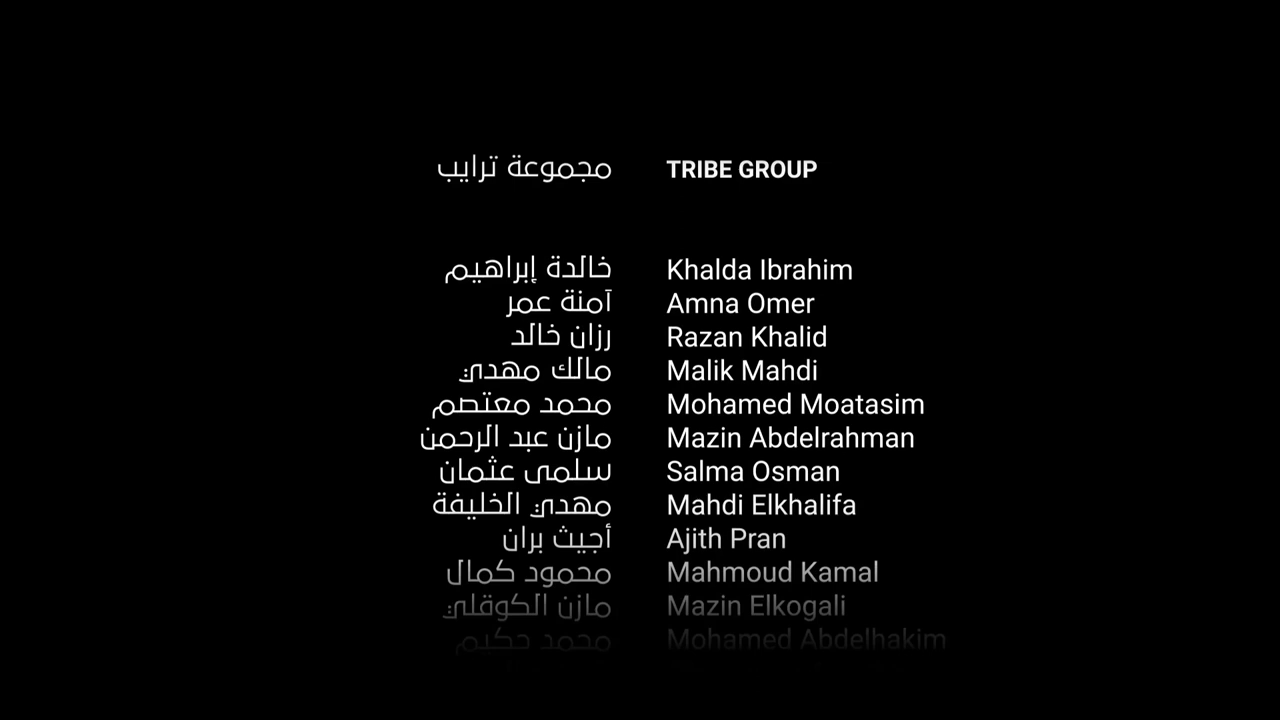 مجموعة ترايب TRIBE GROUP
خالدة إبراهيم Khalda Ibrahim
آمنة عمر Amna Omer
رزان خالد Razan Khalid
مالك مهدي Malik Mahdi
محمد معتصم Mohamed Moatasim
مازن عبد الرحمن Mazin Abdelrahman
سلمى عثمان Salma Osman
مهدي الخليفة Mahdi Elkhalifa
أجيث بران Ajith Pran
محمود كمال Mahmoud Kamal
مازن الكوقلي Mazin Elkogali
محمد حكيم Mohamed Abdelhakim